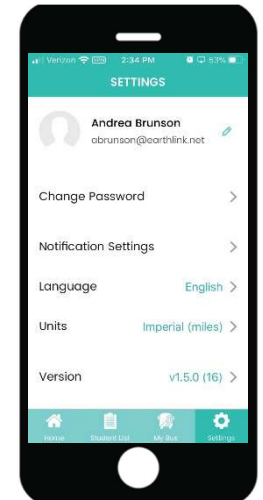 Verizon 2:34 PM 63%
SETTINGS
Andrea Brunson
abrunson@earthlink.net
Change Password
Notification Settings
Language English
Units Imperial (miles)
Version v1.5.0 (16)
Home Student List My Bus Settings